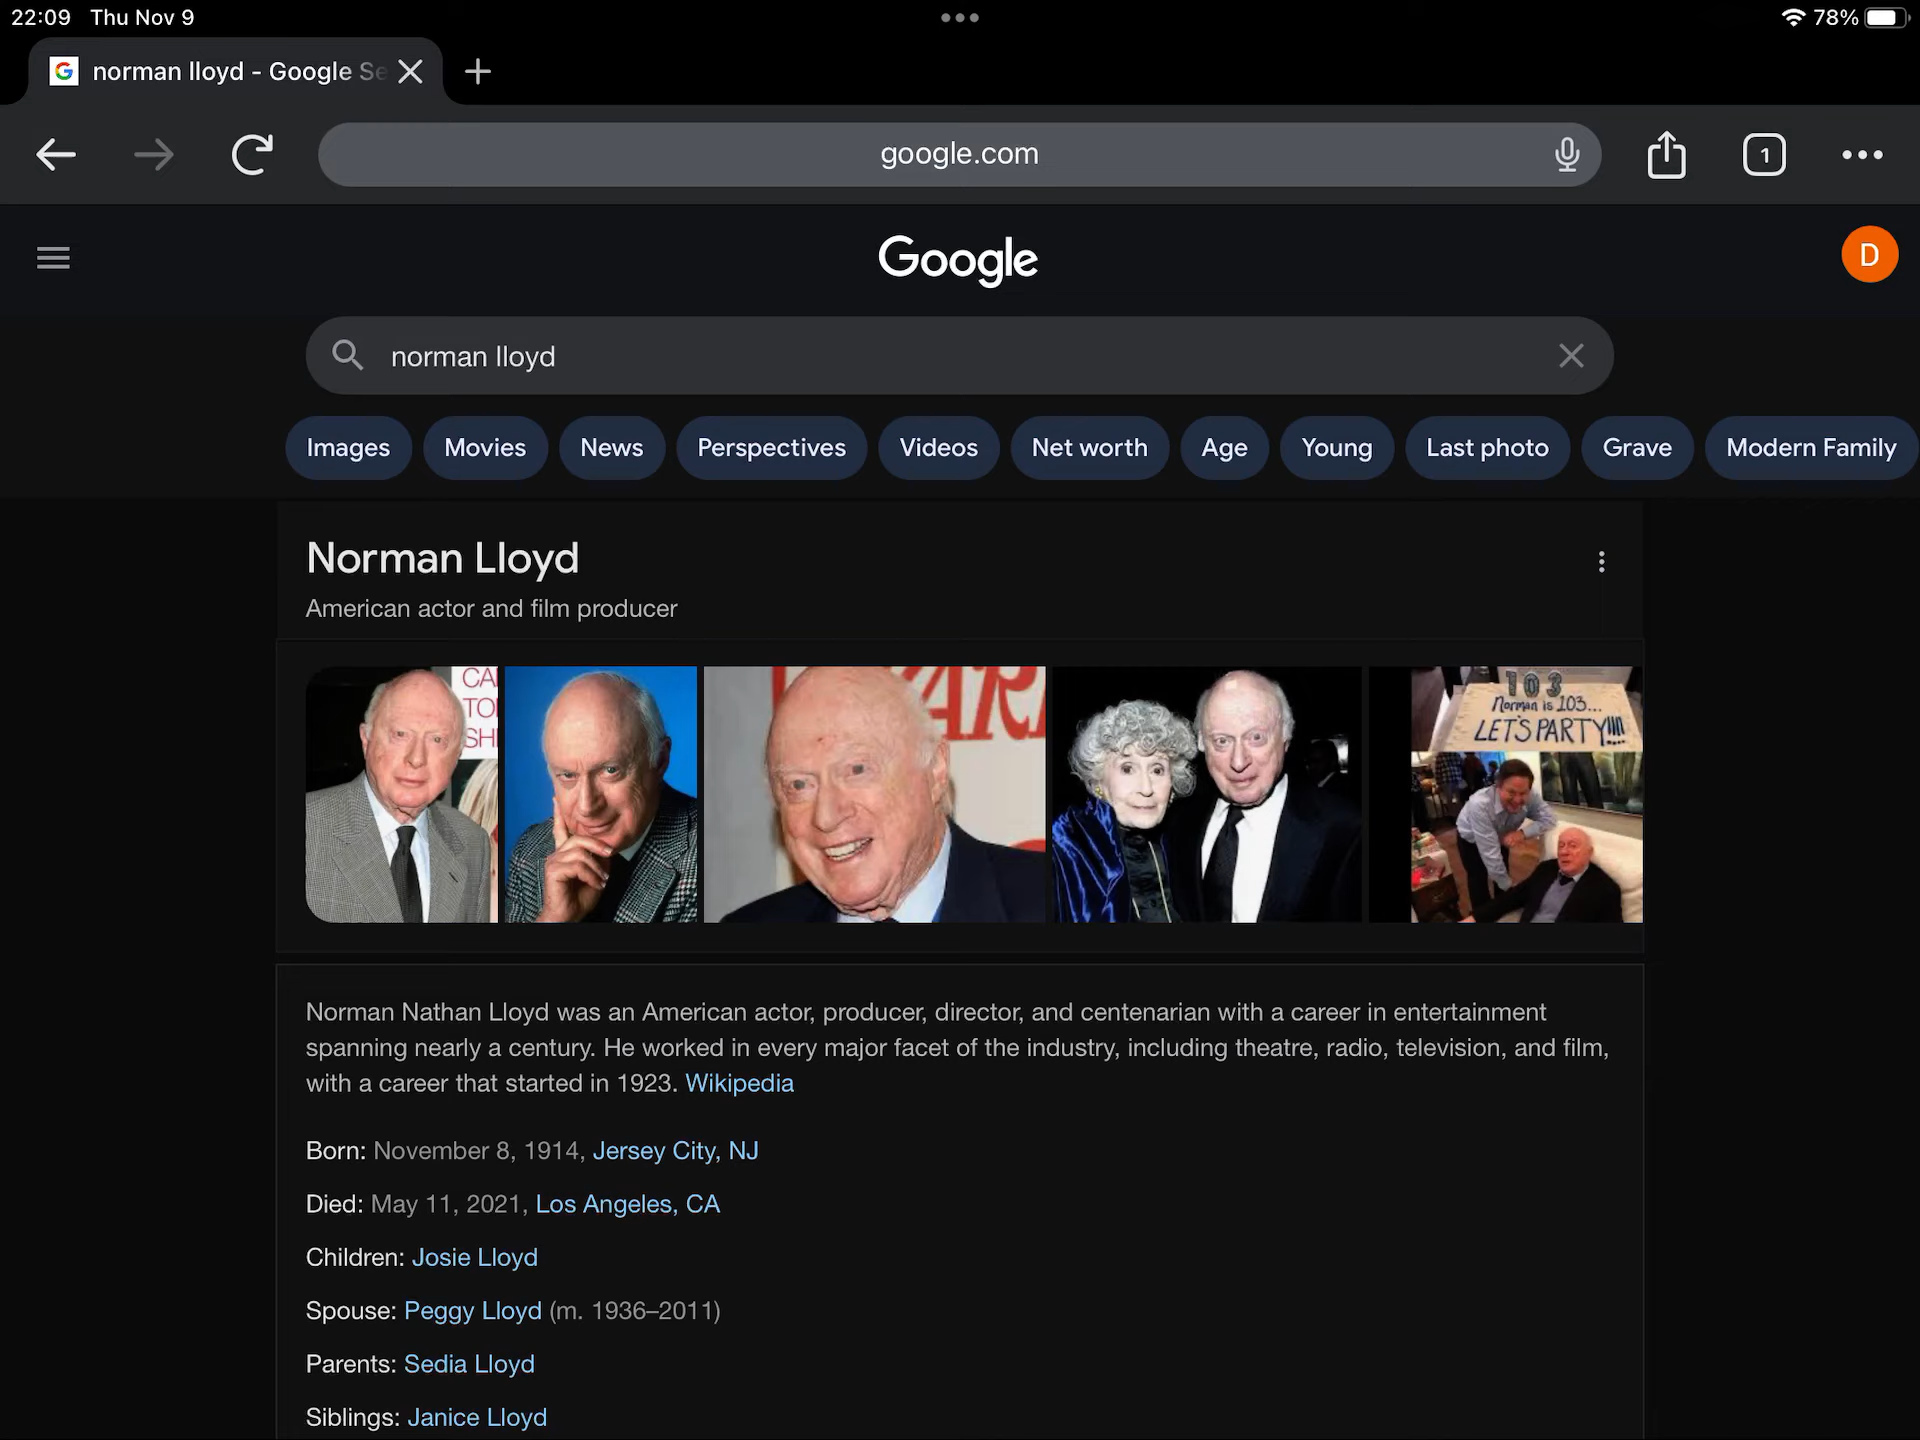 22:09 Thu Nov 9
78%
norman lloyd - Google Se
google.com
1
Google
D
norman lloyd
Images Movies News Perspectives Videos Net worth Age Young Last photo Grave Modern Family
Norman Lloyd
American actor and film producer
CA
TO
SH
AR
103
Norman is 103...
LET'S PARTY!!!!
Norman Nathan Lloyd was an American actor, producer, director, and centenarian with a career in entertainment
spanning nearly a century. He worked in every major facet of the industry, including theatre, radio, television, and film,
with a career that started in 1923. Wikipedia
Born: November 8, 1914, Jersey City, NJ
Died: May 11, 2021, Los Angeles, CA
Children: Josie Lloyd
Spouse: Peggy Lloyd (m. 1936–2011)
Parents: Sedia Lloyd
Siblings: Janice Lloyd